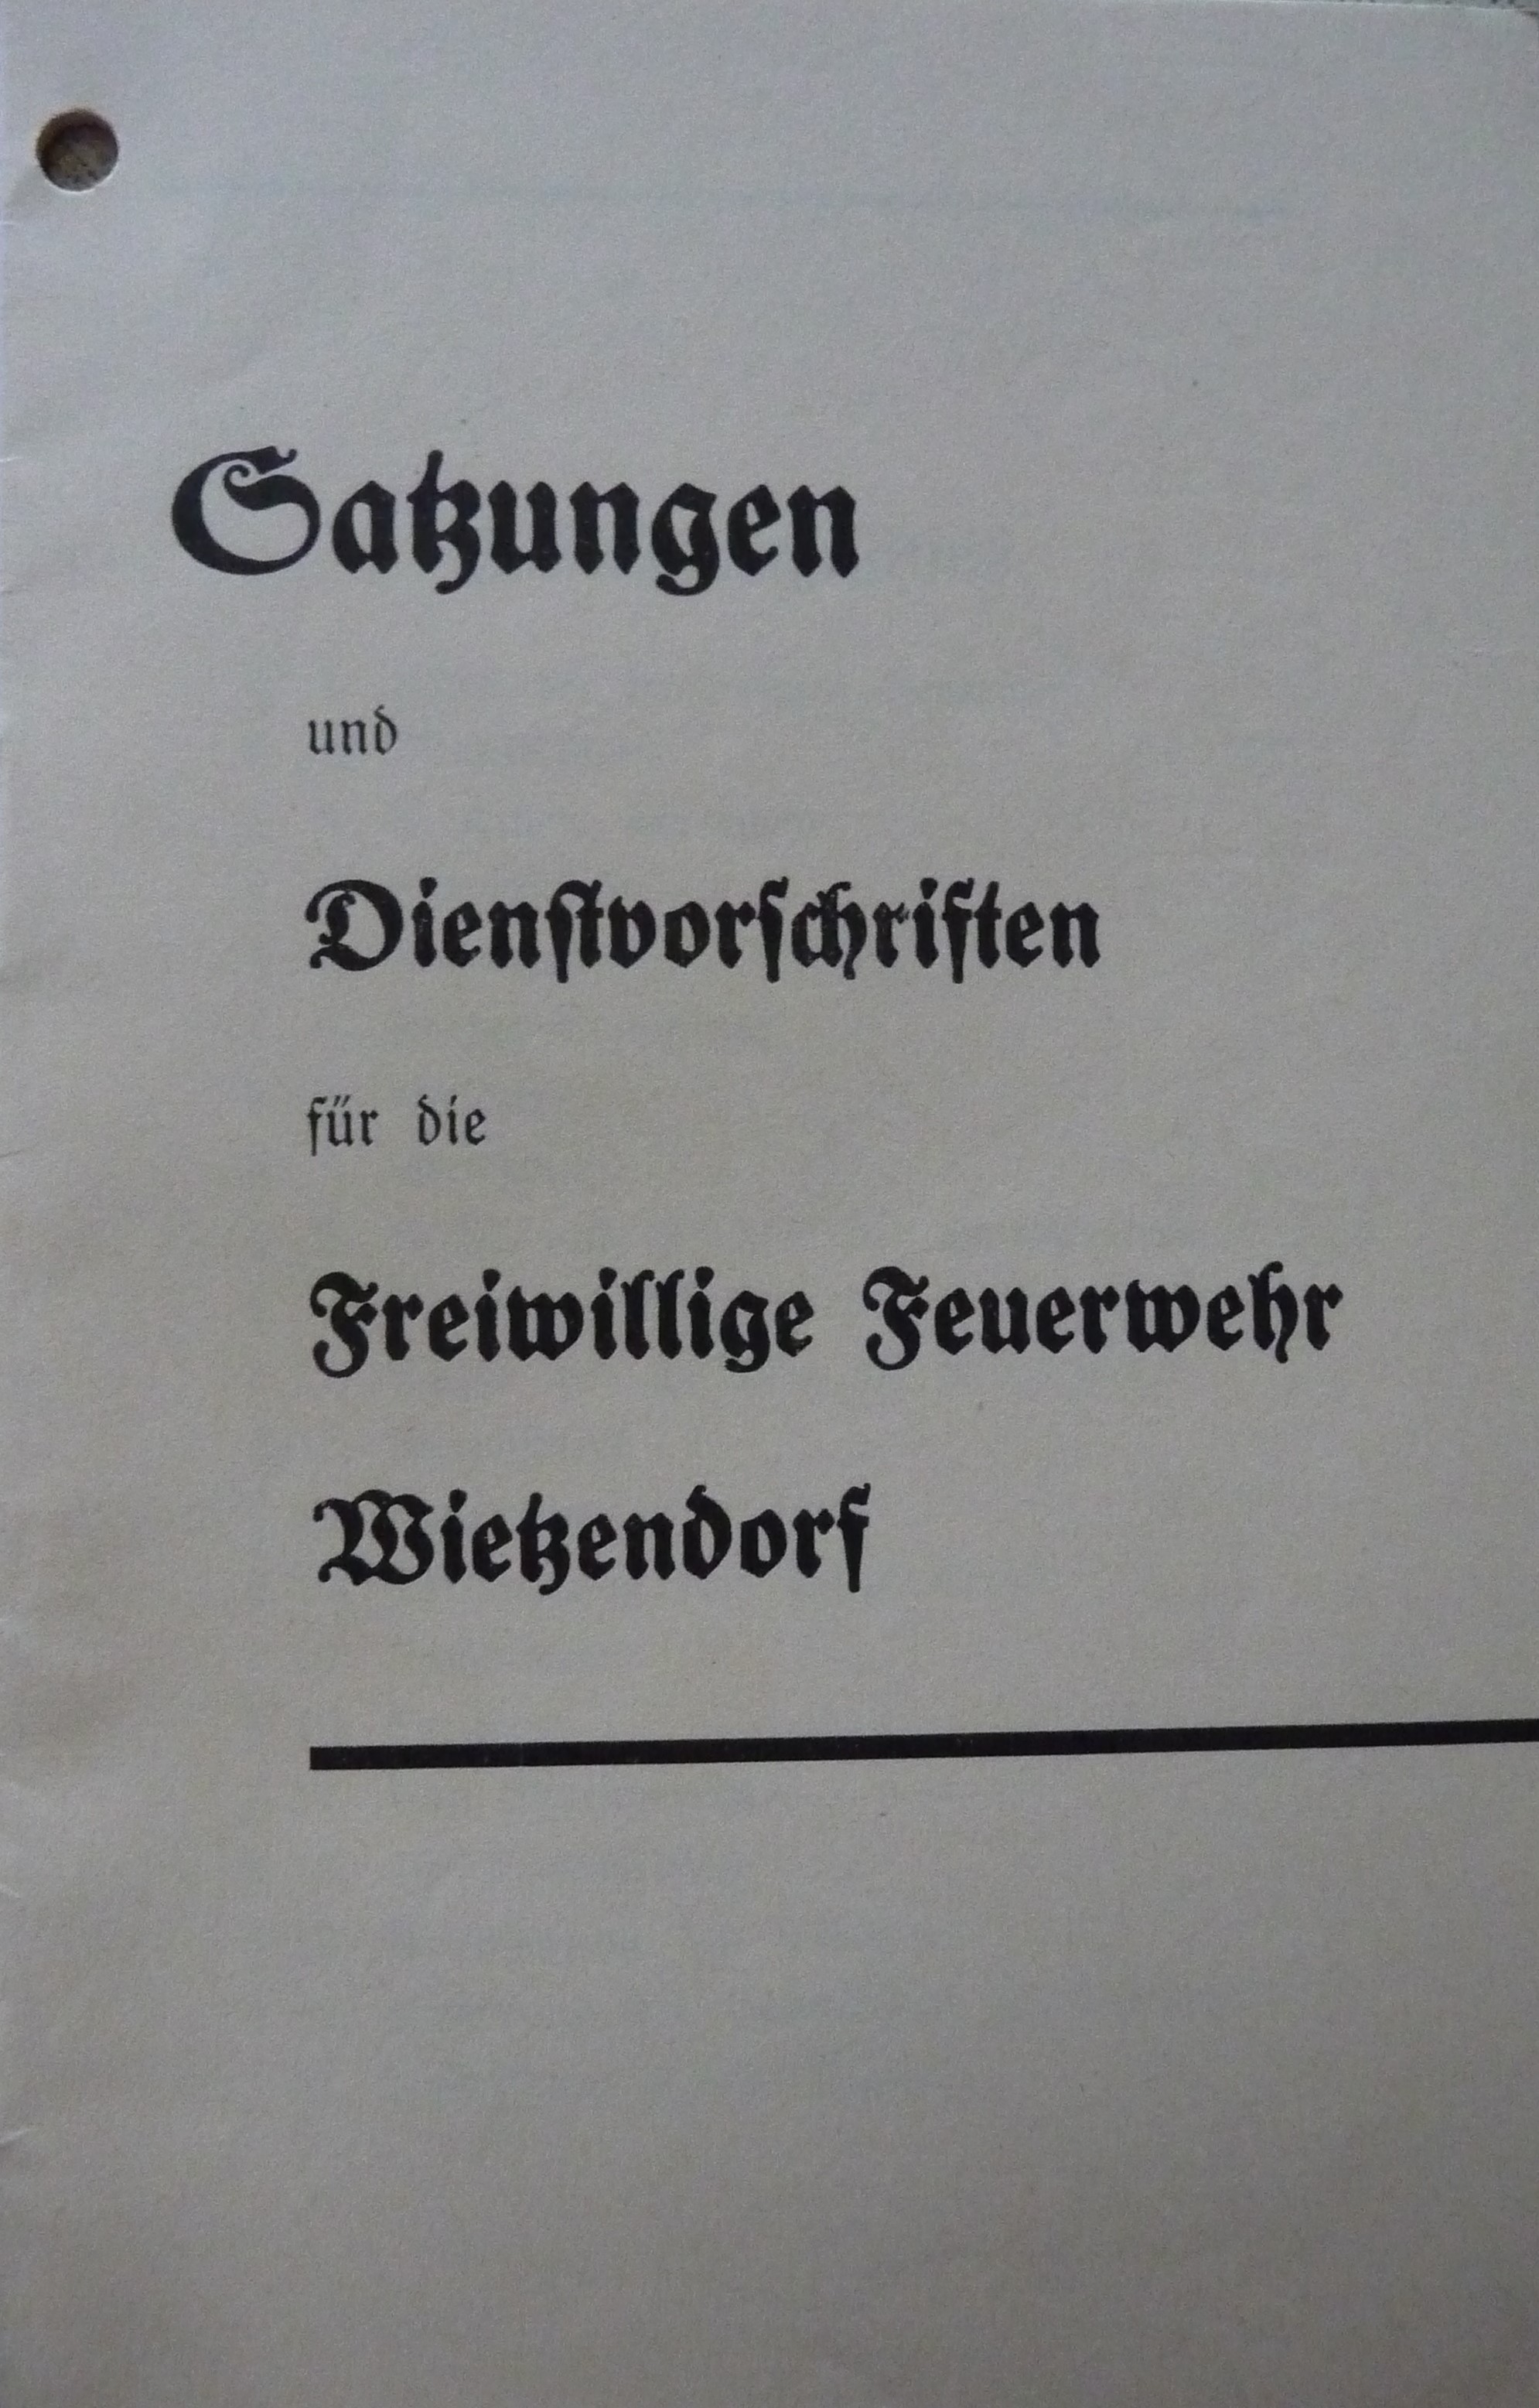 Satzungen
und
Dienstvorschriften
für die
Freiwillige Feuerwehr
Wietzendorf